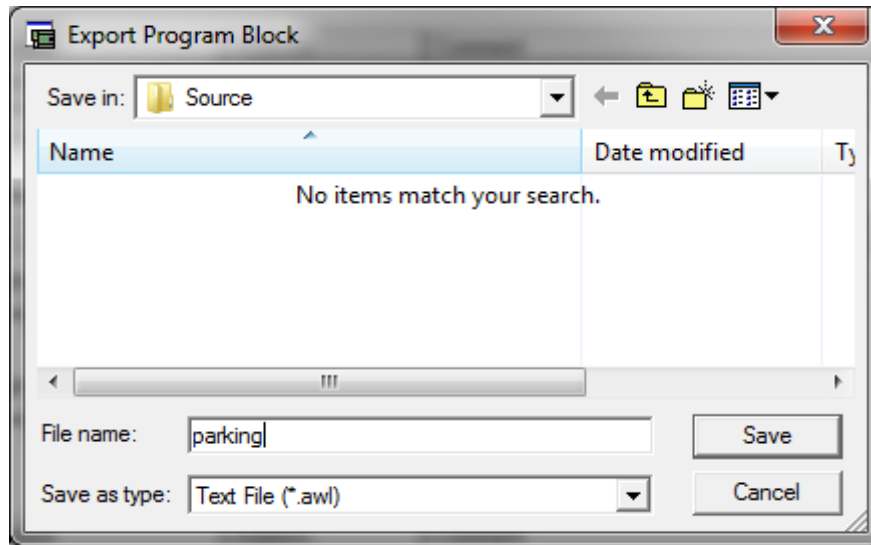 Export Program Block
Save in: Source
Name Date modified Ty
No items match your search.
File name: parking Save
Save as type: Text File (*.awl) Cancel